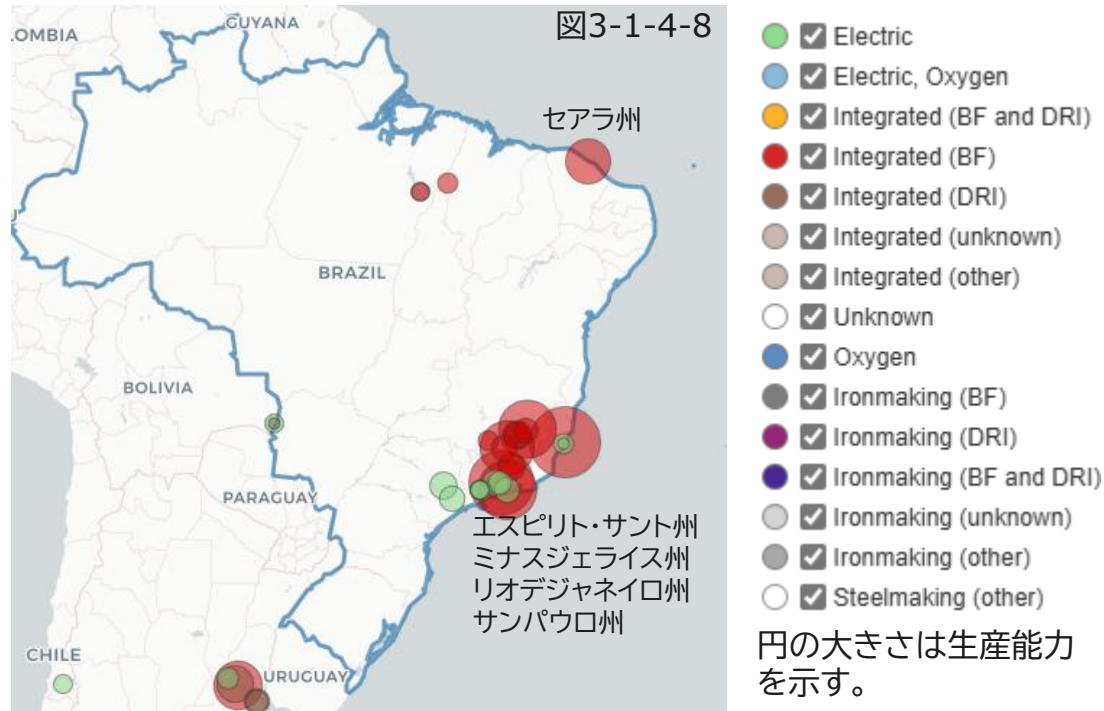 図3-1-4-8
GUYANA
OMBIA
セアラ州
BRAZIL
BOLIVIA
PARAGUAY
エスピリト・サント州
ミナスジェライス州
リオデジャネイロ州
サンパウロ州
CHILE
URUGUAY
Electric
Electric, Oxygen
Integrated (BF and DRI)
Integrated (BF)
Integrated (DRI)
Integrated (unknown)
Integrated (other)
Unknown
Oxygen
Ironmaking (BF)
Ironmaking (DRI)
Ironmaking (BF and DRI)
Ironmaking (unknown)
Ironmaking (other)
Steelmaking (other)
円の大きさは生産能力
を示す。